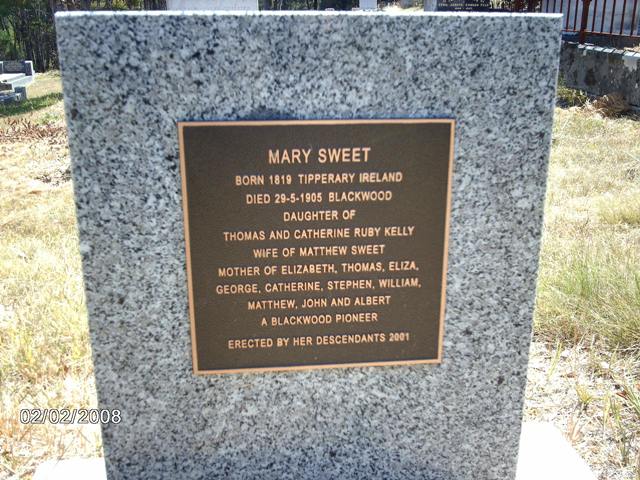 MARY SWEET
BORN 1819 TIPPERARY IRELAND
DIED 29-5-1905 BLACKWOOD
DAUGHTER OF
THOMAS AND CATHERINE RUBY KELLY
WIFE OF MATTHEW SWEET
MOTHER OF ELIZABETH, THOMAS, ELIZA,
GEORGE, CATHERINE, STEPHEN, WILLIAM,
MATTHEW, JOHN AND ALBERT
A BLACKWOOD PIONEER
ERECTED BY HER DESCENDANTS 2001
02/02/2008